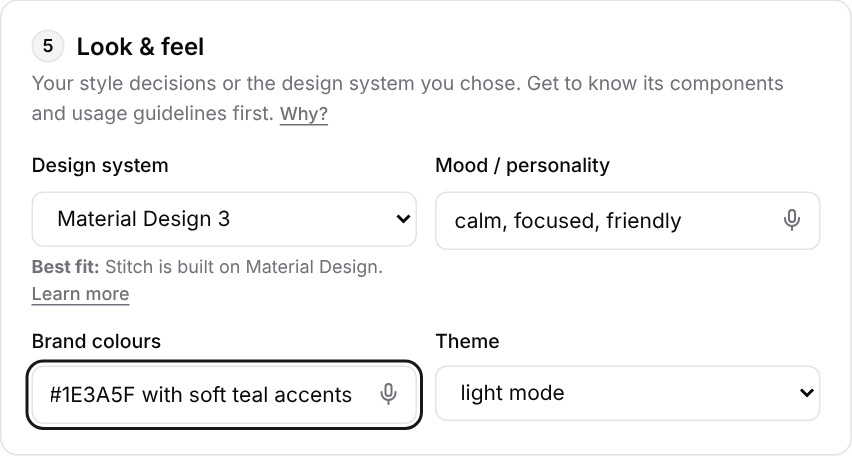 5 Look & feel
Your style decisions or the design system you chose. Get to know its components
and usage guidelines first. Why?
Design system
Material Design 3
Best fit: Stitch is built on Material Design.
Learn more
Mood / personality
calm, focused, friendly
Brand colours
#1E3A5F with soft teal accents
Theme
light mode